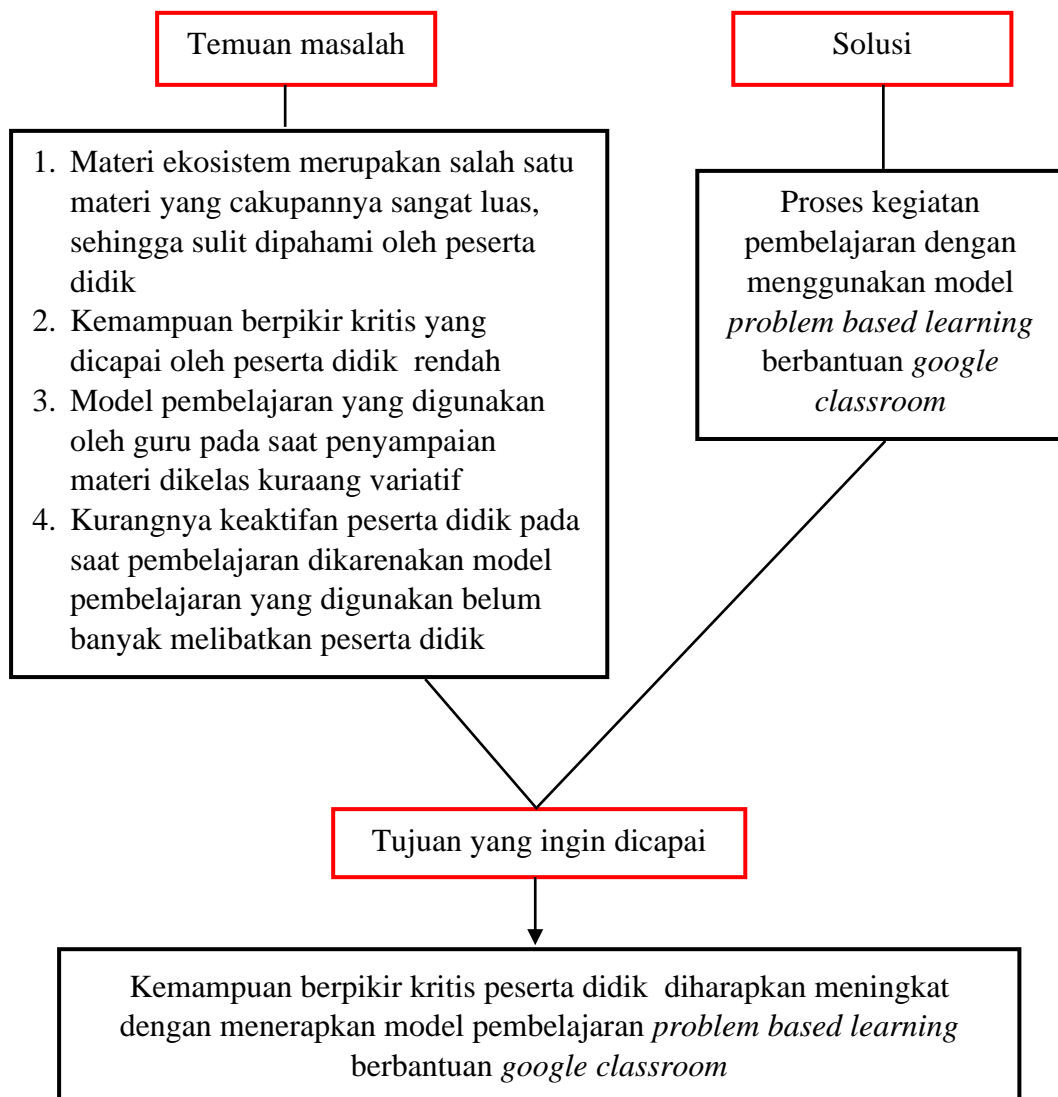 Temuan masalah
1. Materi ekosistem merupakan salah satu
materi yang cakupannya sangat luas,
sehingga sulit dipahami oleh peserta
didik
2. Kemampuan berpikir kritis yang
dicapai oleh peserta didik  rendah
3. Model pembelajaran yang digunakan
oleh guru pada saat penyampaian
materi dikelas kuraang variatif
4. Kurangnya keaktifan peserta didik pada
saat pembelajaran dikarenakan model
pembelajaran yang digunakan belum
banyak melibatkan peserta didik
Solusi
Proses kegiatan
pembelajaran dengan
menggunakan model
problem based learning
berbantuan google
classroom
Tujuan yang ingin dicapai
Kemampuan berpikir kritis peserta didik  diharapkan meningkat
dengan menerapkan model pembelajaran problem based learning
berbantuan google classroom